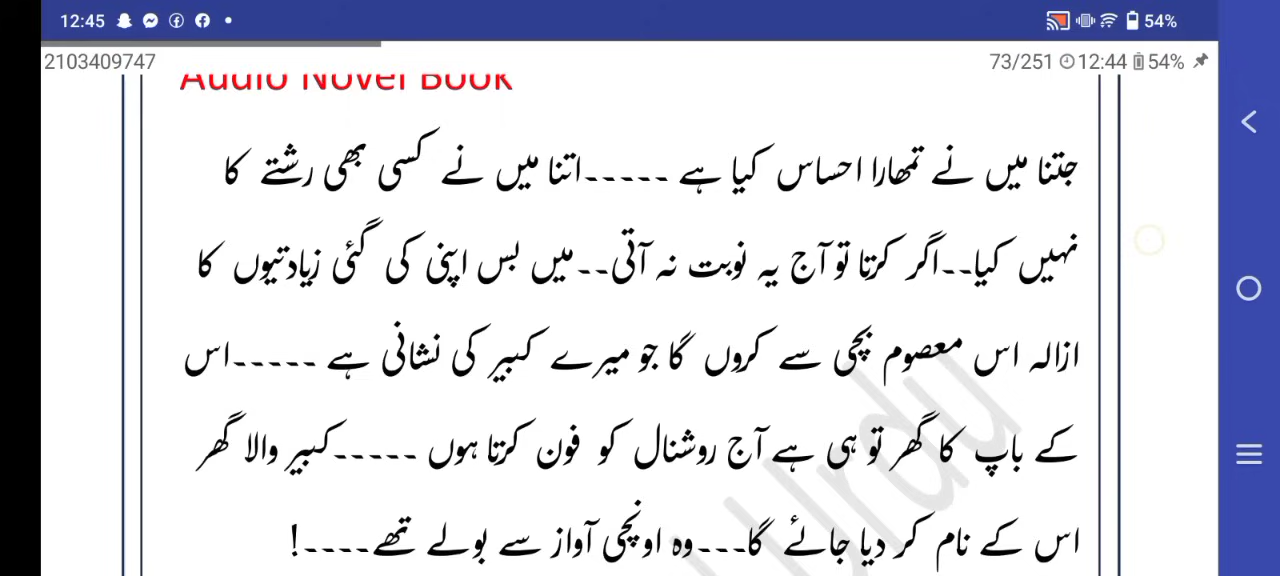 12:45
54%
2103409747
73/251 12:44 54%
Audio Novel Book
جتنا میں نے تمھارا احساس کیا ہے -----اتنا میں نے کسی بھی رشتے کا
نہیں کیا--اگر کرتا تو آج یہ نوبت نہ آتی--میں بس اپنی کی گئی زیادتیوں کا
ازالہ اس معصوم بچی سے کروں گا جو میرے کبیر کی نشانی ہے -----اس
کے باپ کا گھر تو ہی ہے آج روشنال کو فون کرتا ہوں -----کبیر والا گھر
اس کے نام کر دیا جائے گا---وہ اونچی آواز سے بولے تھے----!
Urdu